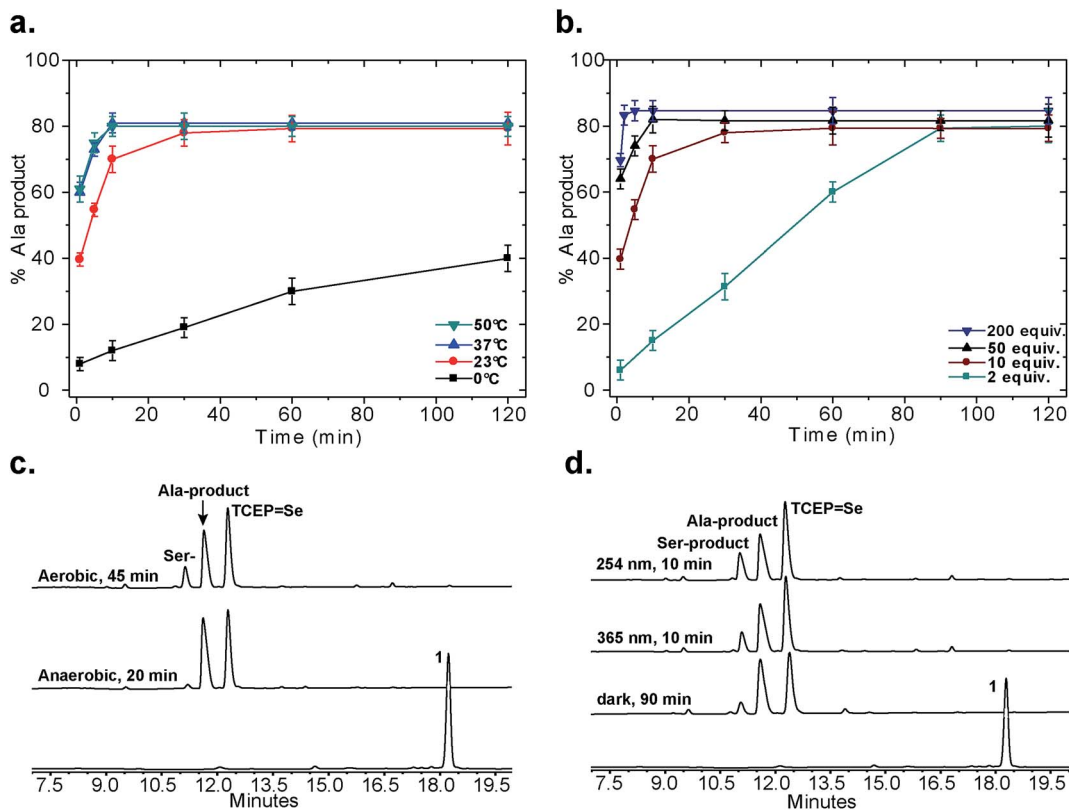 a.
100
80
60
40
20
0
% Ala product
0 20 40 60 80 100 120
Time (min)
50°C
37°C
23°C
0°C
b.
100
80
60
40
20
0
% Ala product
0 20 40 60 80 100 120
Time (min)
200 equiv.
50 equiv.
10 equiv.
2 equiv.
c.
Ala-product
TCEP=Se
Ser-
Aerobic, 45 min
Anaerobic, 20 min
1
7.5 9.0 10.5 12.0 13.5 15.0 16.5 18.0 19.5
Minutes
d.
TCEP=Se
Ala-product
Ser-product
254 nm, 10 min
365 nm, 10 min
dark, 90 min
1
7.5 9.0 10.5 12.0 13.5 15.0 16.5 18.0 19.5
Minutes